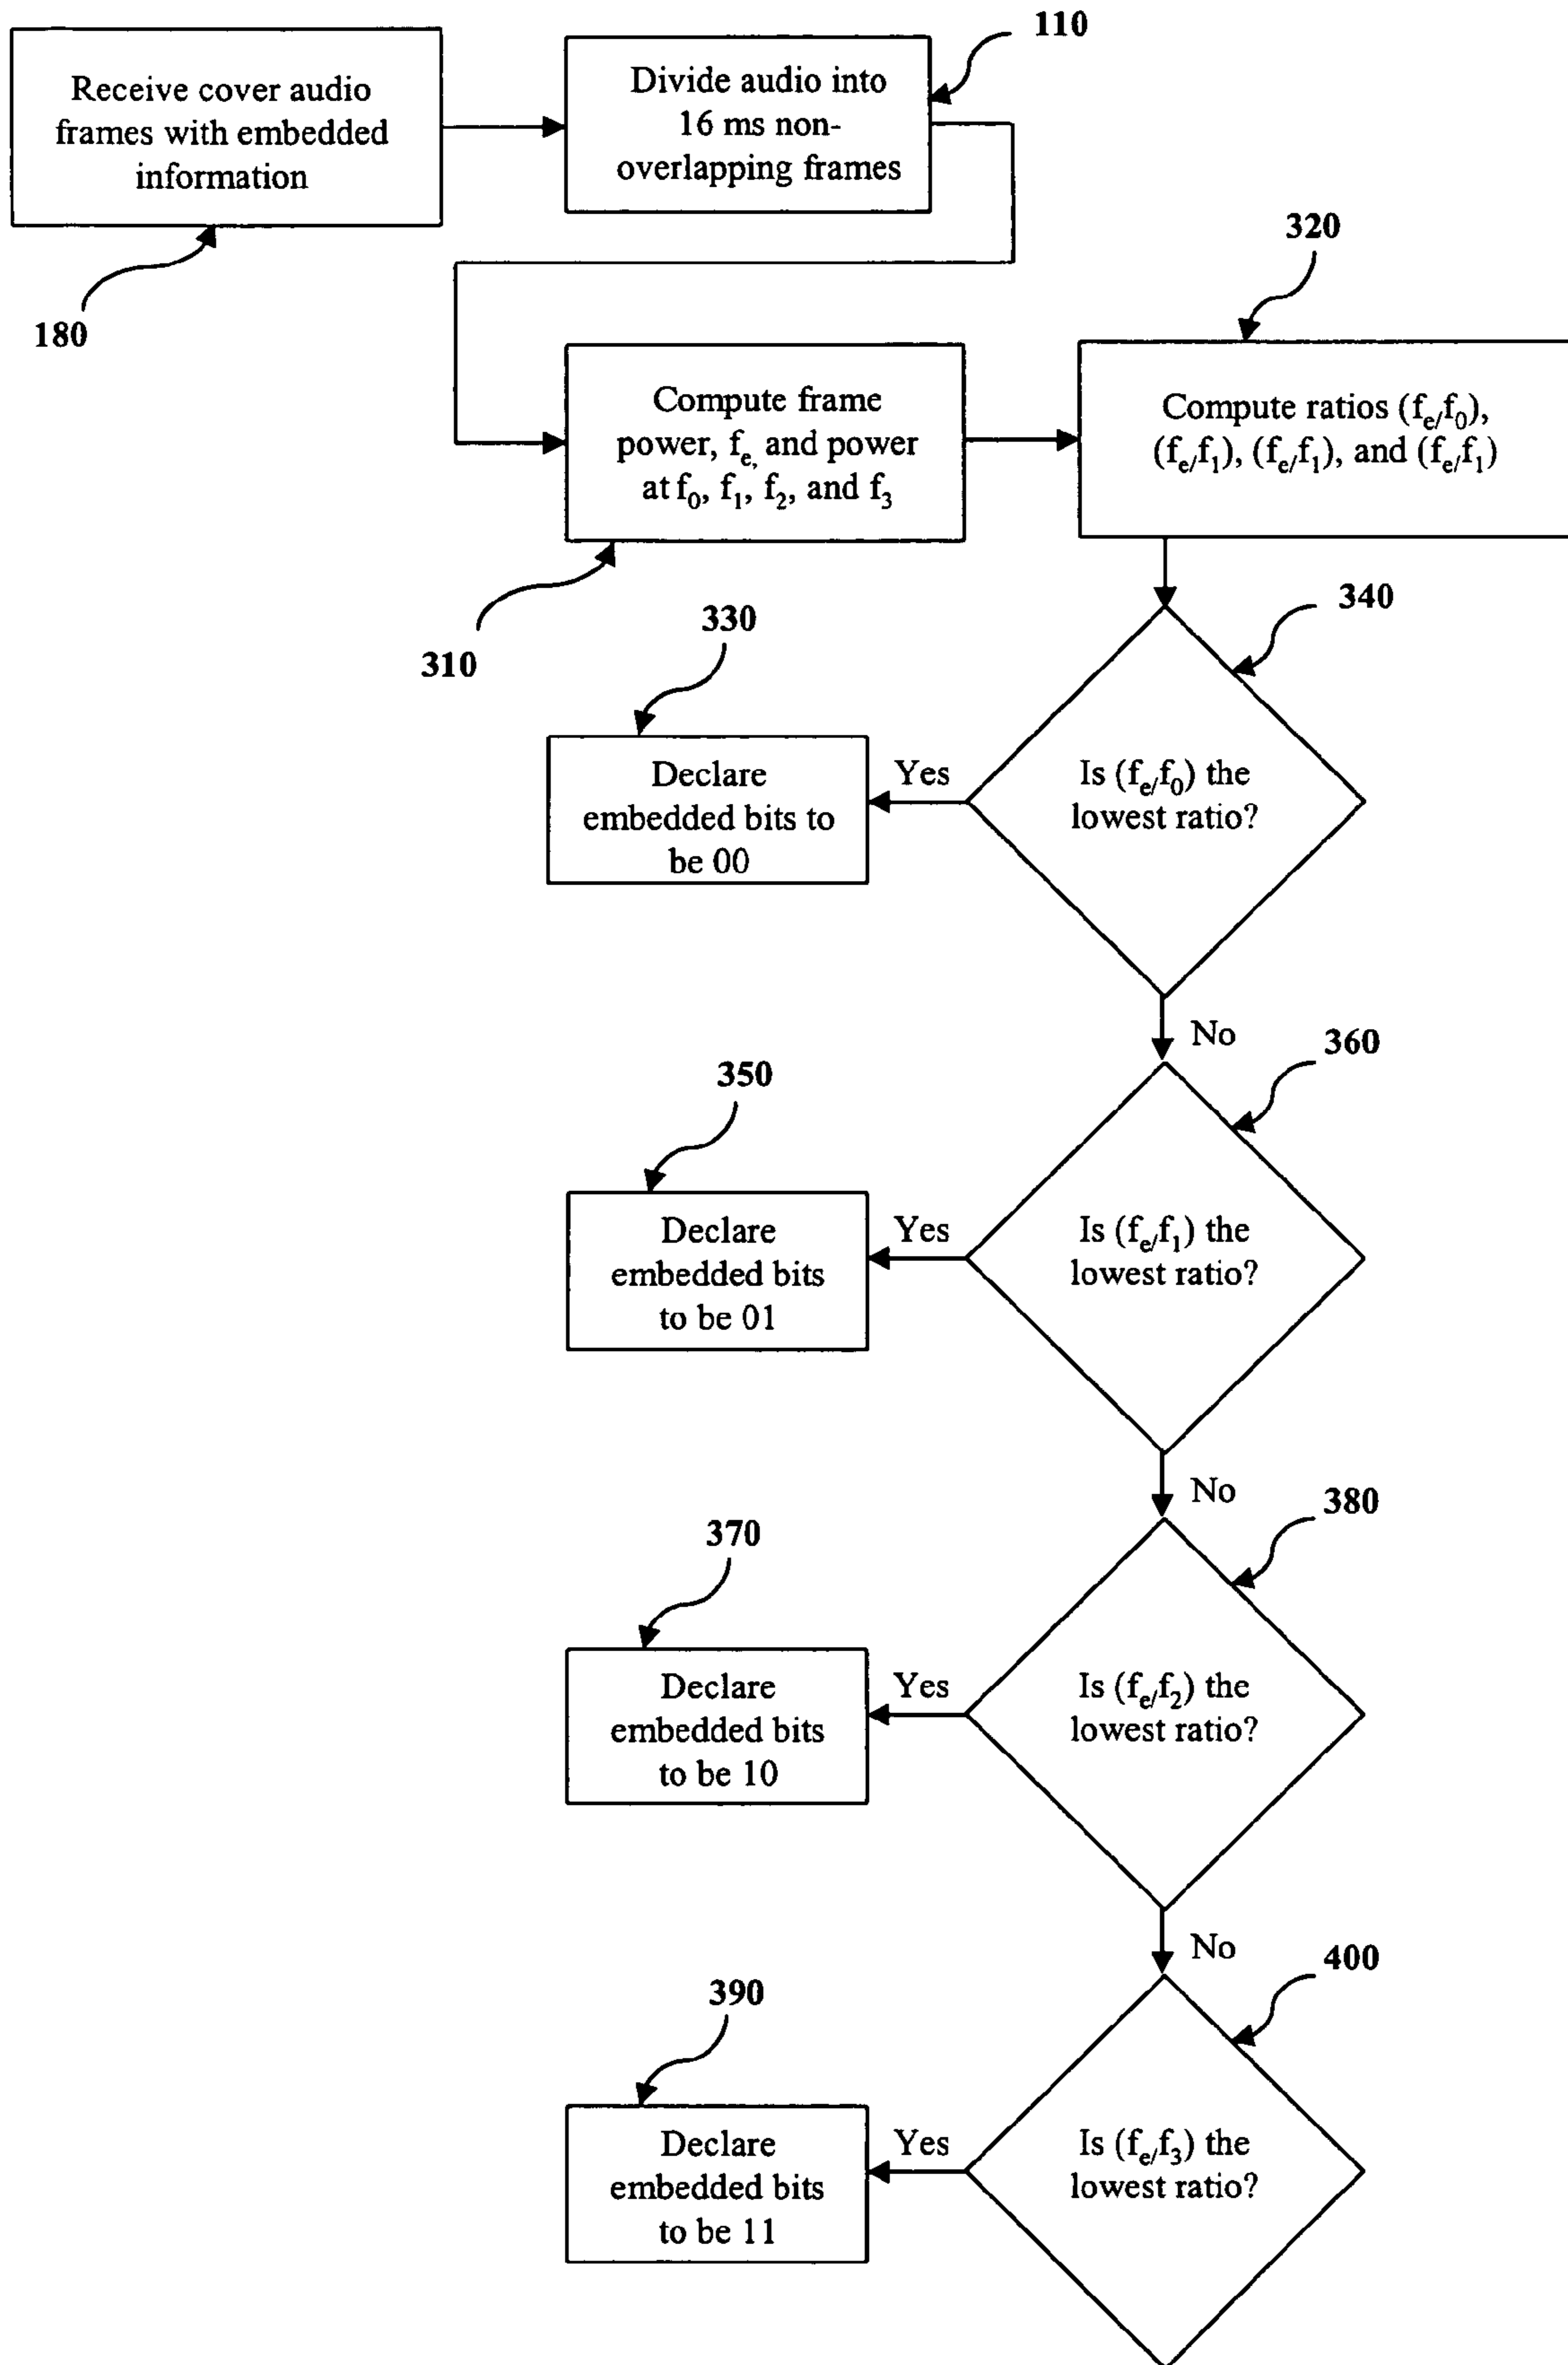 110
Receive cover audio
frames with embedded
information
Divide audio into
16 ms non-
overlapping frames
180
320
Compute frame
power, fₑ, and power
at f₀, f₁, f₂, and f₃
Compute ratios (fₑ/f₀),
(fₑ/f₁), (fₑ/f₁), and (fₑ/f₁)
310
330
340
Declare
embedded bits to
be 00
Yes
Is (fₑ/f₀) the
lowest ratio?
No
350
360
Declare
embedded bits
to be 01
Yes
Is (fₑ/f₁) the
lowest ratio?
No
370
380
Declare
embedded bits
to be 10
Yes
Is (fₑ/f₂) the
lowest ratio?
No
390
400
Declare
embedded bits
to be 11
Yes
Is (fₑ/f₃) the
lowest ratio?